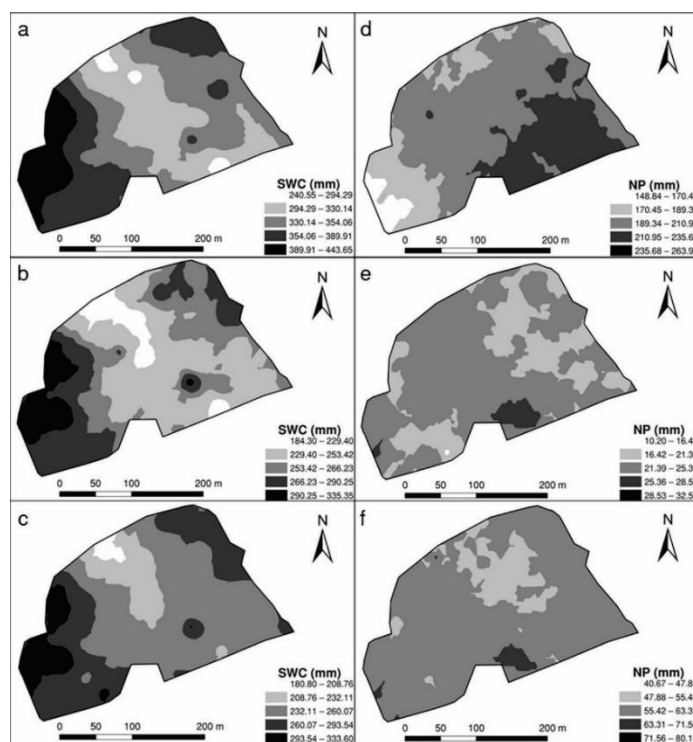 a
N
SWC (mm)
240.55 – 294.29
294.29 – 330.14
330.14 – 354.06
354.06 – 389.91
389.91 – 443.65
0 50 100 200 m
d
N
NP (mm)
148.84 – 170.4
170.45 – 189.3
189.34 – 210.9
210.95 – 235.6
235.68 – 263.9
0 50 100 200 m
b
N
SWC (mm)
184.30 – 229.40
229.40 – 253.42
253.42 – 266.23
266.23 – 290.25
290.25 – 335.35
0 50 100 200 m
e
N
NP (mm)
10.20 – 16.4
16.42 – 21.3
21.39 – 25.3
25.36 – 28.5
28.53 – 32.5
0 50 100 200 m
c
N
SWC (mm)
180.80 – 208.76
208.76 – 232.11
232.11 – 260.07
260.07 – 293.54
293.54 – 333.60
0 50 100 200 m
f
N
NP (mm)
40.67 – 47.8
47.88 – 55.4
55.42 – 63.3
63.31 – 71.5
71.56 – 80.1
0 50 100 200 m